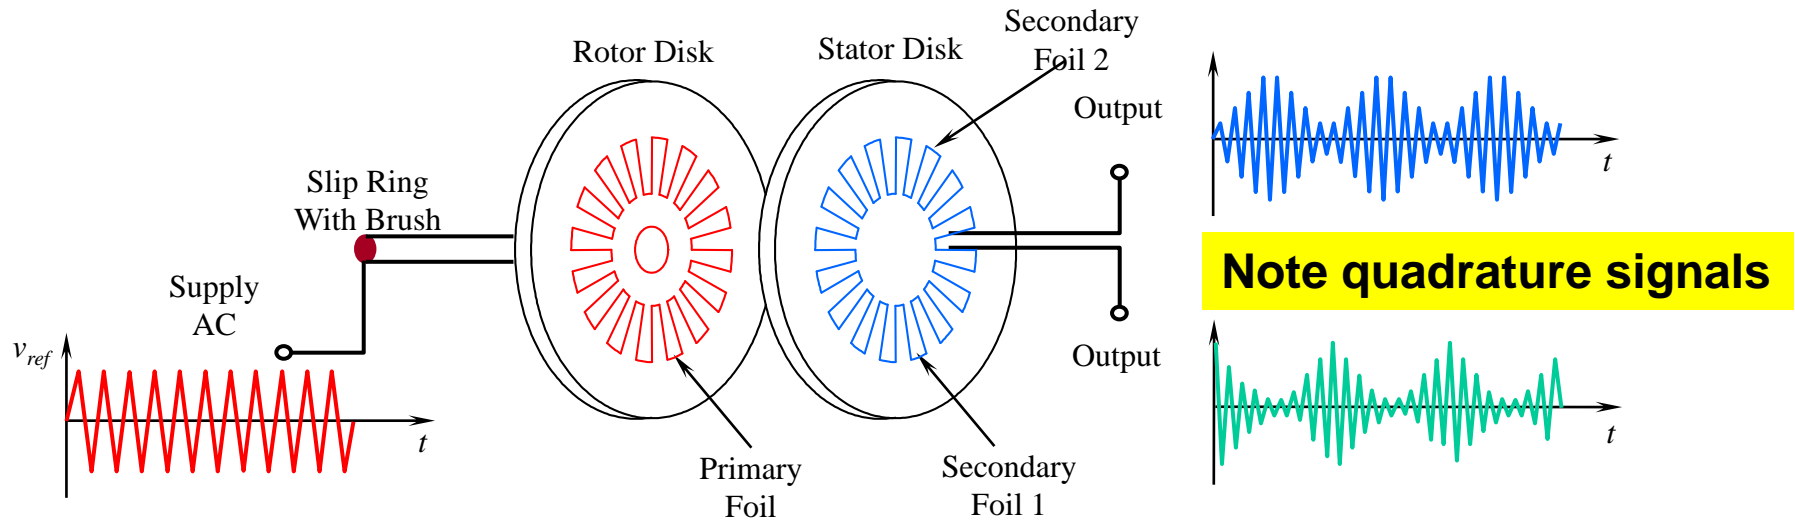 Rotor Disk
Stator Disk
Secondary
Foil 2
Output
t
Slip Ring
With Brush
Supply
AC
v_ref
t
Note quadrature signals
Output
t
Primary
Foil
Secondary
Foil 1